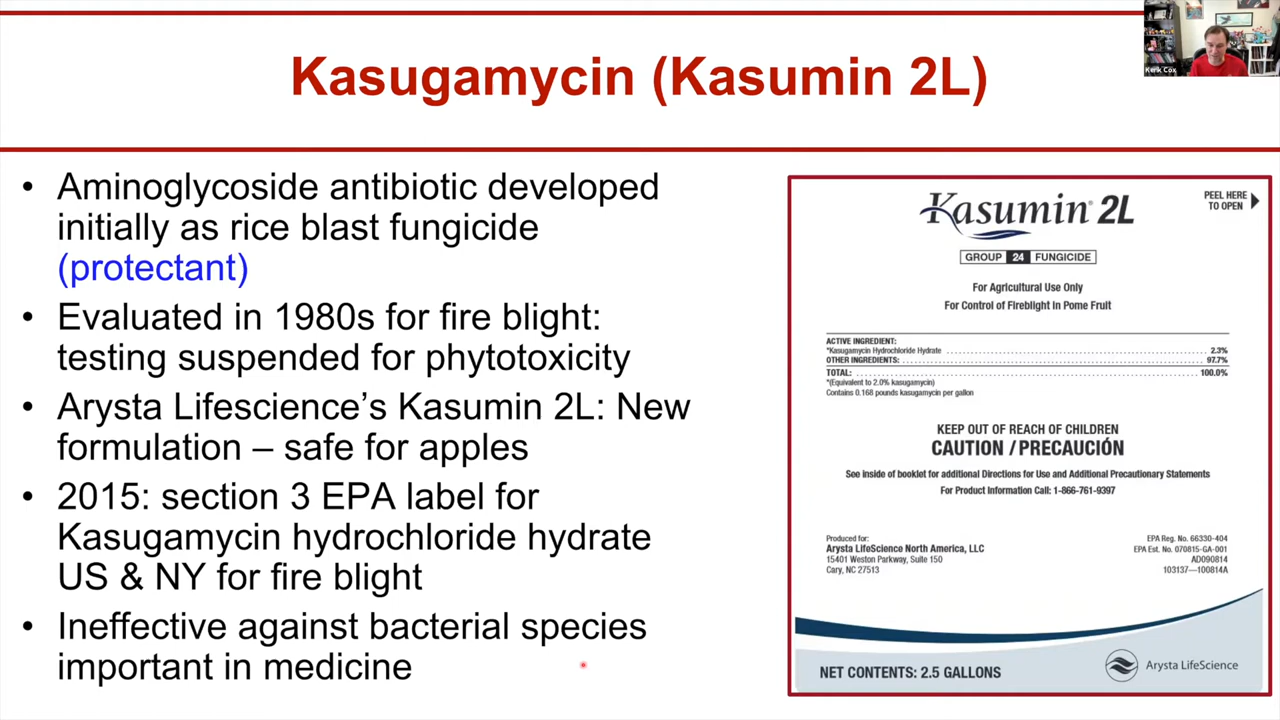 Kerik Cox
Kasugamycin (Kasumin 2L)
• Aminoglycoside antibiotic developed
initially as rice blast fungicide
(protectant)
• Evaluated in 1980s for fire blight:
testing suspended for phytotoxicity
• Arysta Lifescience’s Kasumin 2L: New
formulation – safe for apples
• 2015: section 3 EPA label for
Kasugamycin hydrochloride hydrate
US & NY for fire blight
• Ineffective against bacterial species
important in medicine
Kasumin® 2L
PEEL HERE
TO OPEN
GROUP 24 FUNGICIDE
For Agricultural Use Only
For Control of Fireblight in Pome Fruit
ACTIVE INGREDIENT:
*Kasugamycin Hydrochloride Hydrate 2.3%
OTHER INGREDIENTS: 97.7%
TOTAL: 100.0%
*(Equivalent to 2.0% kasugamycin)
Contains 0.168 pounds kasugamycin per gallon
KEEP OUT OF REACH OF CHILDREN
CAUTION / PRECAUCIÓN
See inside of booklet for additional Directions for Use and Additional Precautionary Statements
For Product Information Call: 1-866-761-9397
Produced for:
Arysta LifeScience North America, LLC
15401 Weston Parkway, Suite 150
Cary, NC 27513
EPA Reg. No. 66330-404
EPA Est. No. 070815-GA-001
AD090814
103137—100814A
NET CONTENTS: 2.5 GALLONS
Arysta LifeScience